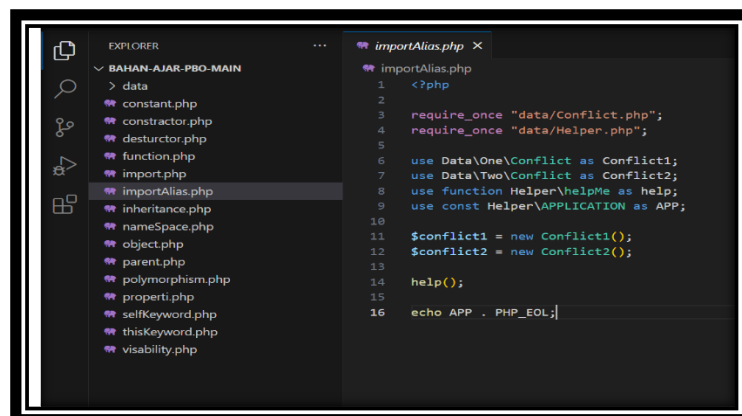 EXPLORER ···
BAHAN-AJAR-PBO-MAIN
data
constant.php
constractor.php
desturctor.php
function.php
import.php
importAlias.php
inheritance.php
nameSpace.php
object.php
parent.php
polymorphism.php
properti.php
selfKeyword.php
thisKeyword.php
visability.php
importAlias.php
importAlias.php
1 <?php
2
3 require_once "data/Conflict.php";
4 require_once "data/Helper.php";
5
6 use Data\One\Conflict as Conflict1;
7 use Data\Two\Conflict as Conflict2;
8 use function Helper\helpMe as help;
9 use const Helper\APPLICATION as APP;
10
11 $conflict1 = new Conflict1();
12 $conflict2 = new Conflict2();
13
14 help();
15
16 echo APP . PHP_EOL;